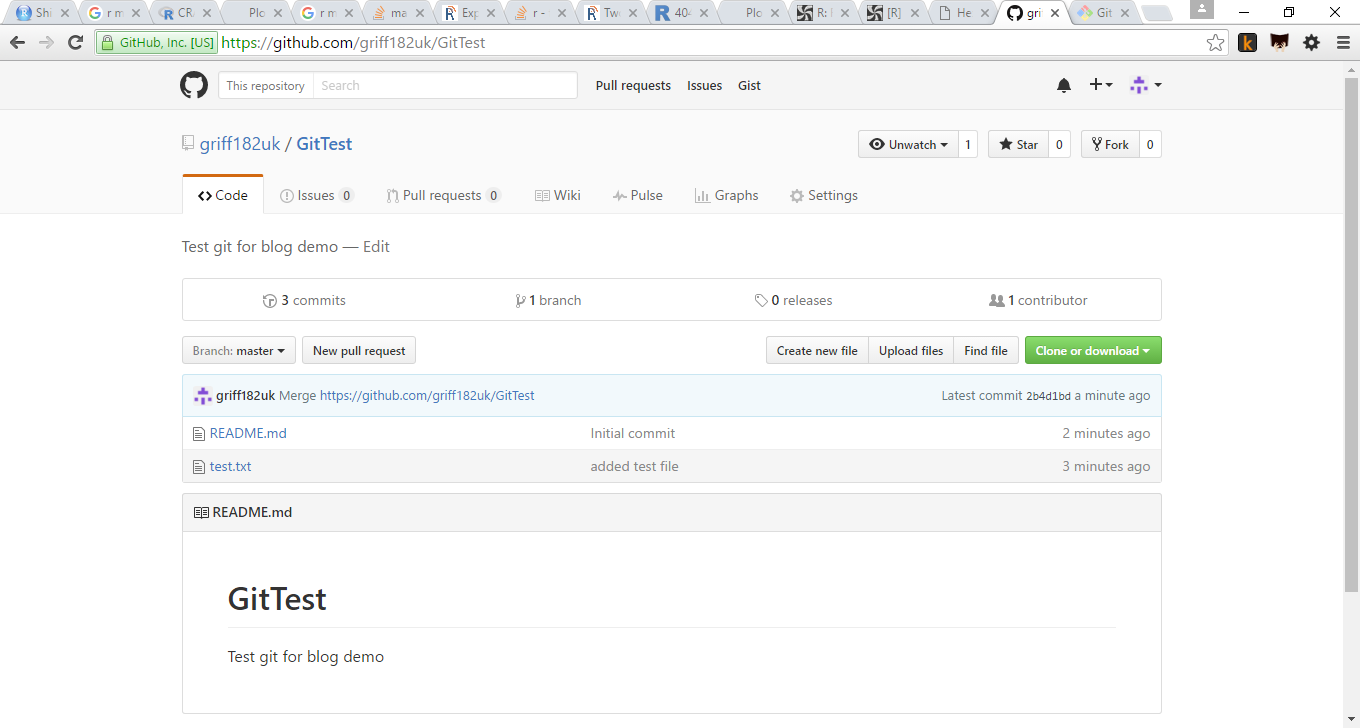 Shi r m CR Plo r m ma Exp r - Two 404 Plo R: [R] He gri Git
GitHub, Inc. [US] https://github.com/griff182uk/GitTest
This repository Search Pull requests Issues Gist
griff182uk / GitTest Unwatch 1 Star 0 Fork 0
Code Issues 0 Pull requests 0 Wiki Pulse Graphs Settings
Test git for blog demo — Edit
3 commits 1 branch 0 releases 1 contributor
Branch: master New pull request Create new file Upload files Find file Clone or download
griff182uk Merge https://github.com/griff182uk/GitTest Latest commit 2b4d1bd a minute ago
README.md Initial commit 2 minutes ago
test.txt added test file 3 minutes ago
README.md
GitTest
Test git for blog demo